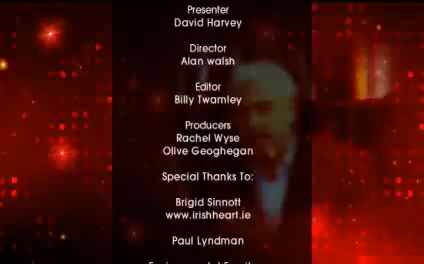 Presenter
David Harvey
Director
Alan walsh
Editor
Billy Twamley
Producers
Rachel Wyse
Olive Geoghegan
Special Thanks To:
Brigid Sinnott
www.irishheart.ie
Paul Lyndman